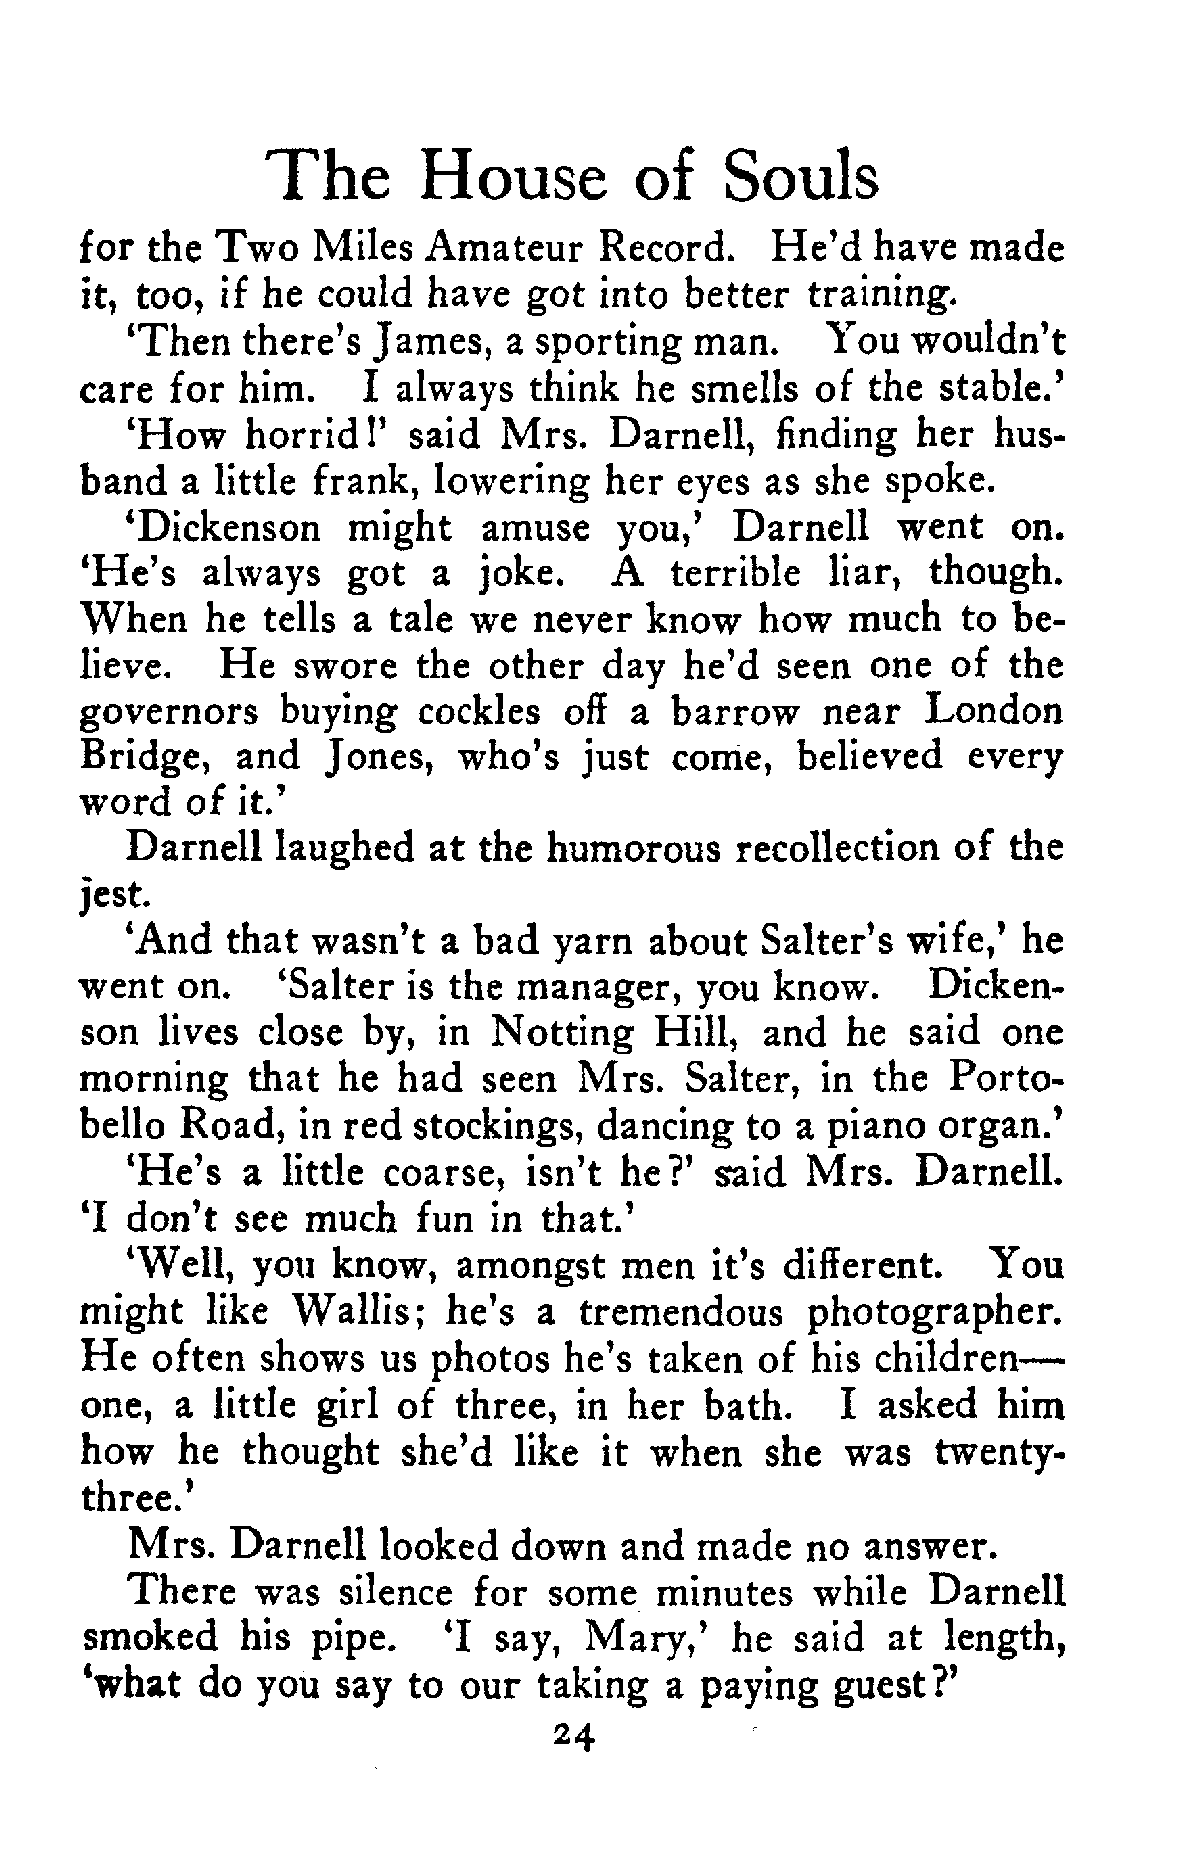 The House of Souls
for the Two Miles Amateur Record. He'd have made
it, too, if he could have got into better training.
'Then there's James, a sporting man. You wouldn't
care for him. I always think he smells of the stable.'
'How horrid!' said Mrs. Darnell, finding her hus-
band a little frank, lowering her eyes as she spoke.
'Dickenson might amuse you,' Darnell went on.
'He's always got a joke. A terrible liar, though.
When he tells a tale we never know how much to be-
lieve. He swore the other day he'd seen one of the
governors buying cockles off a barrow near London
Bridge, and Jones, who's just come, believed every
word of it.'
Darnell laughed at the humorous recollection of the
jest.
'And that wasn't a bad yarn about Salter's wife,' he
went on. 'Salter is the manager, you know. Dicken-
son lives close by, in Notting Hill, and he said one
morning that he had seen Mrs. Salter, in the Porto-
bello Road, in red stockings, dancing to a piano organ.'
'He's a little coarse, isn't he?' said Mrs. Darnell.
'I don't see much fun in that.'
'Well, you know, amongst men it's different. You
might like Wallis; he's a tremendous photographer.
He often shows us photos he's taken of his children—
one, a little girl of three, in her bath. I asked him
how he thought she'd like it when she was twenty-
three.'
Mrs. Darnell looked down and made no answer.
There was silence for some minutes while Darnell
smoked his pipe. 'I say, Mary,' he said at length,
'what do you say to our taking a paying guest?'
24